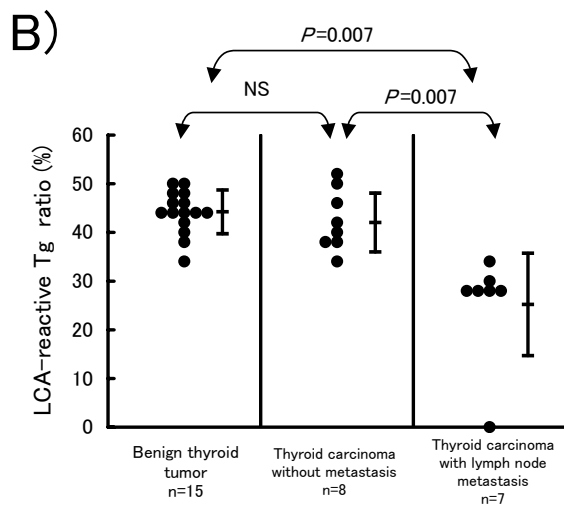 B)
P=0.007
NS
P=0.007
LCA-reactive Tg ratio (%)
60
50
40
30
20
10
0
Benign thyroid
tumor
n=15
Thyroid carcinoma
without metastasis
n=8
Thyroid carcinoma
with lymph node
metastasis
n=7